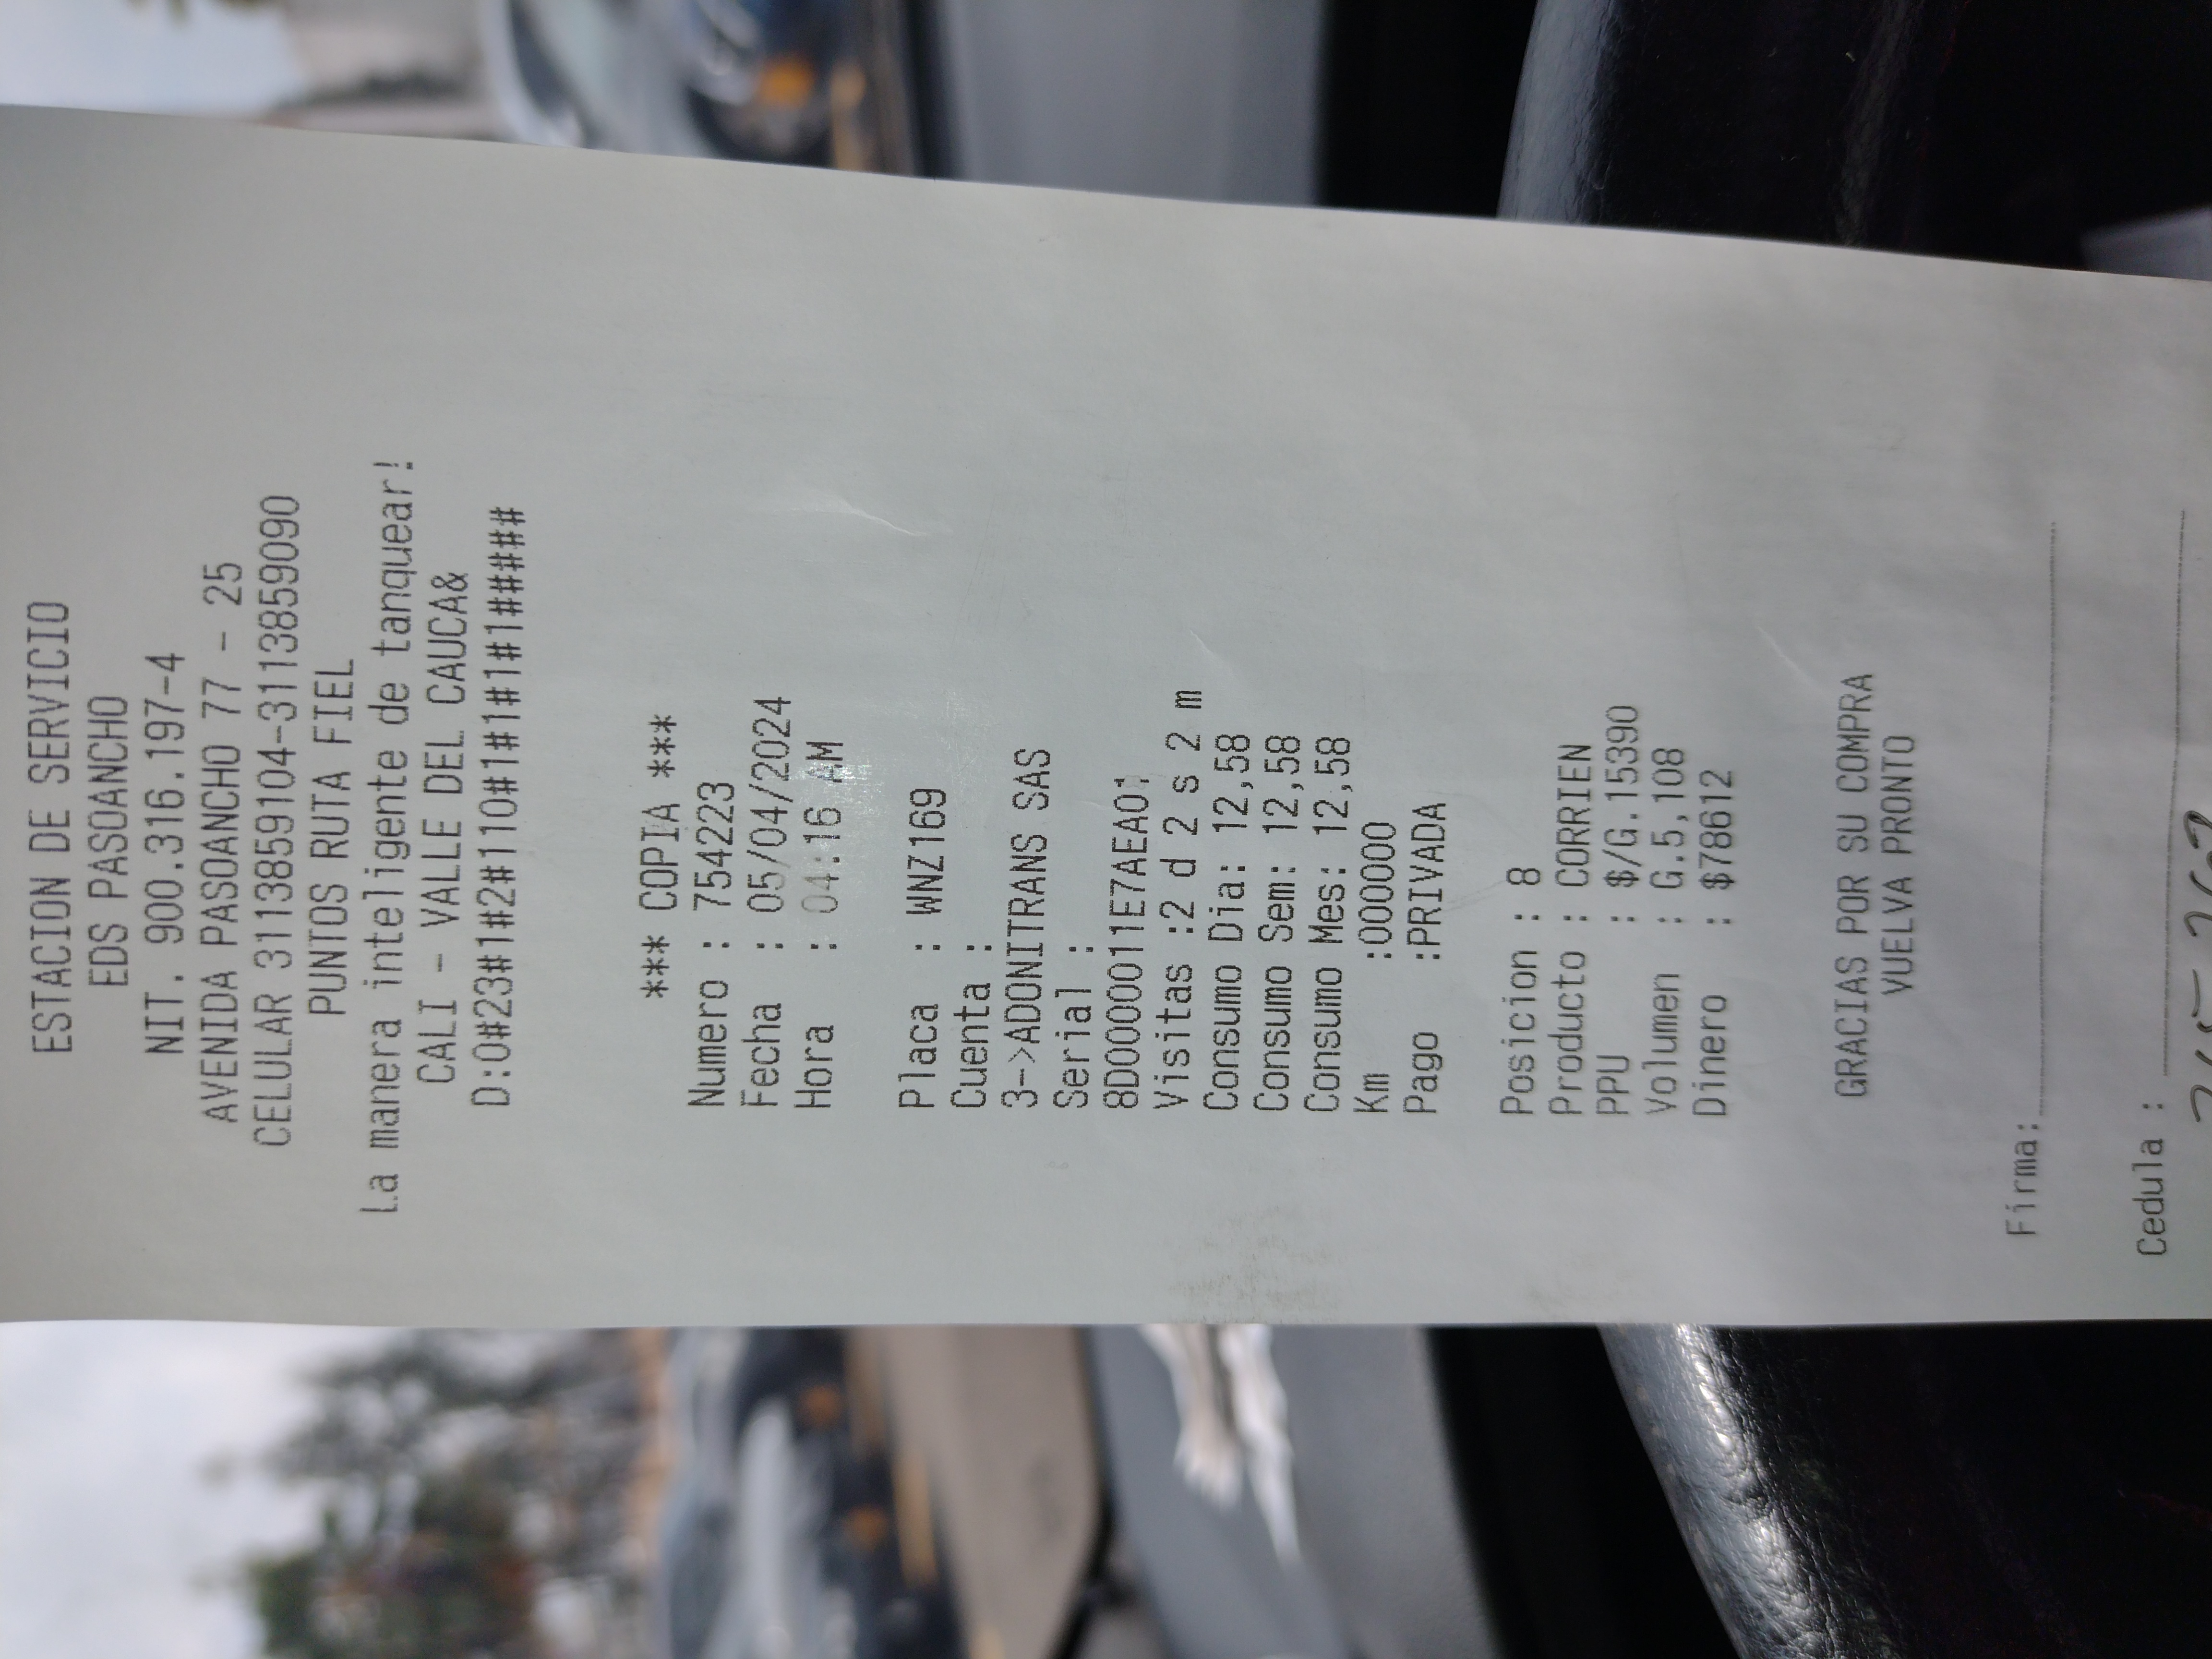 ESTACION DE SERVICIO
EDS PASOANCHO
NIT. 900.316.197-4
AVENIDA PASOANCHO 77 - 25
CELULAR 3113859104-3113859090
PUNTOS RUTA FIEL
La manera inteligente de tanquear!
CALI - VALLE DEL CAUCA&
D:0#23#1#2#110#1#1#1#1####
*** COPIA ***
Numero : 754223
Fecha : 05/04/2024
Hora : 04:16 AM
Placa : WNZ169
Cuenta :
3->ADONITRANS SAS
Serial :
Visitas :2 d 2 s 2 m
Consumo Dia: 12,58
Consumo Sem: 12,58
Consumo Mes: 12,58
Km :000000
Pago :PRIVADA
Posicion : 8
Producto : CORRIEN
PPU : $/G.15390
Volumen : G.5,108
Dinero : $78612
GRACIAS POR SU COMPRA
VUELVA PRONTO
Firma:
Cedula :